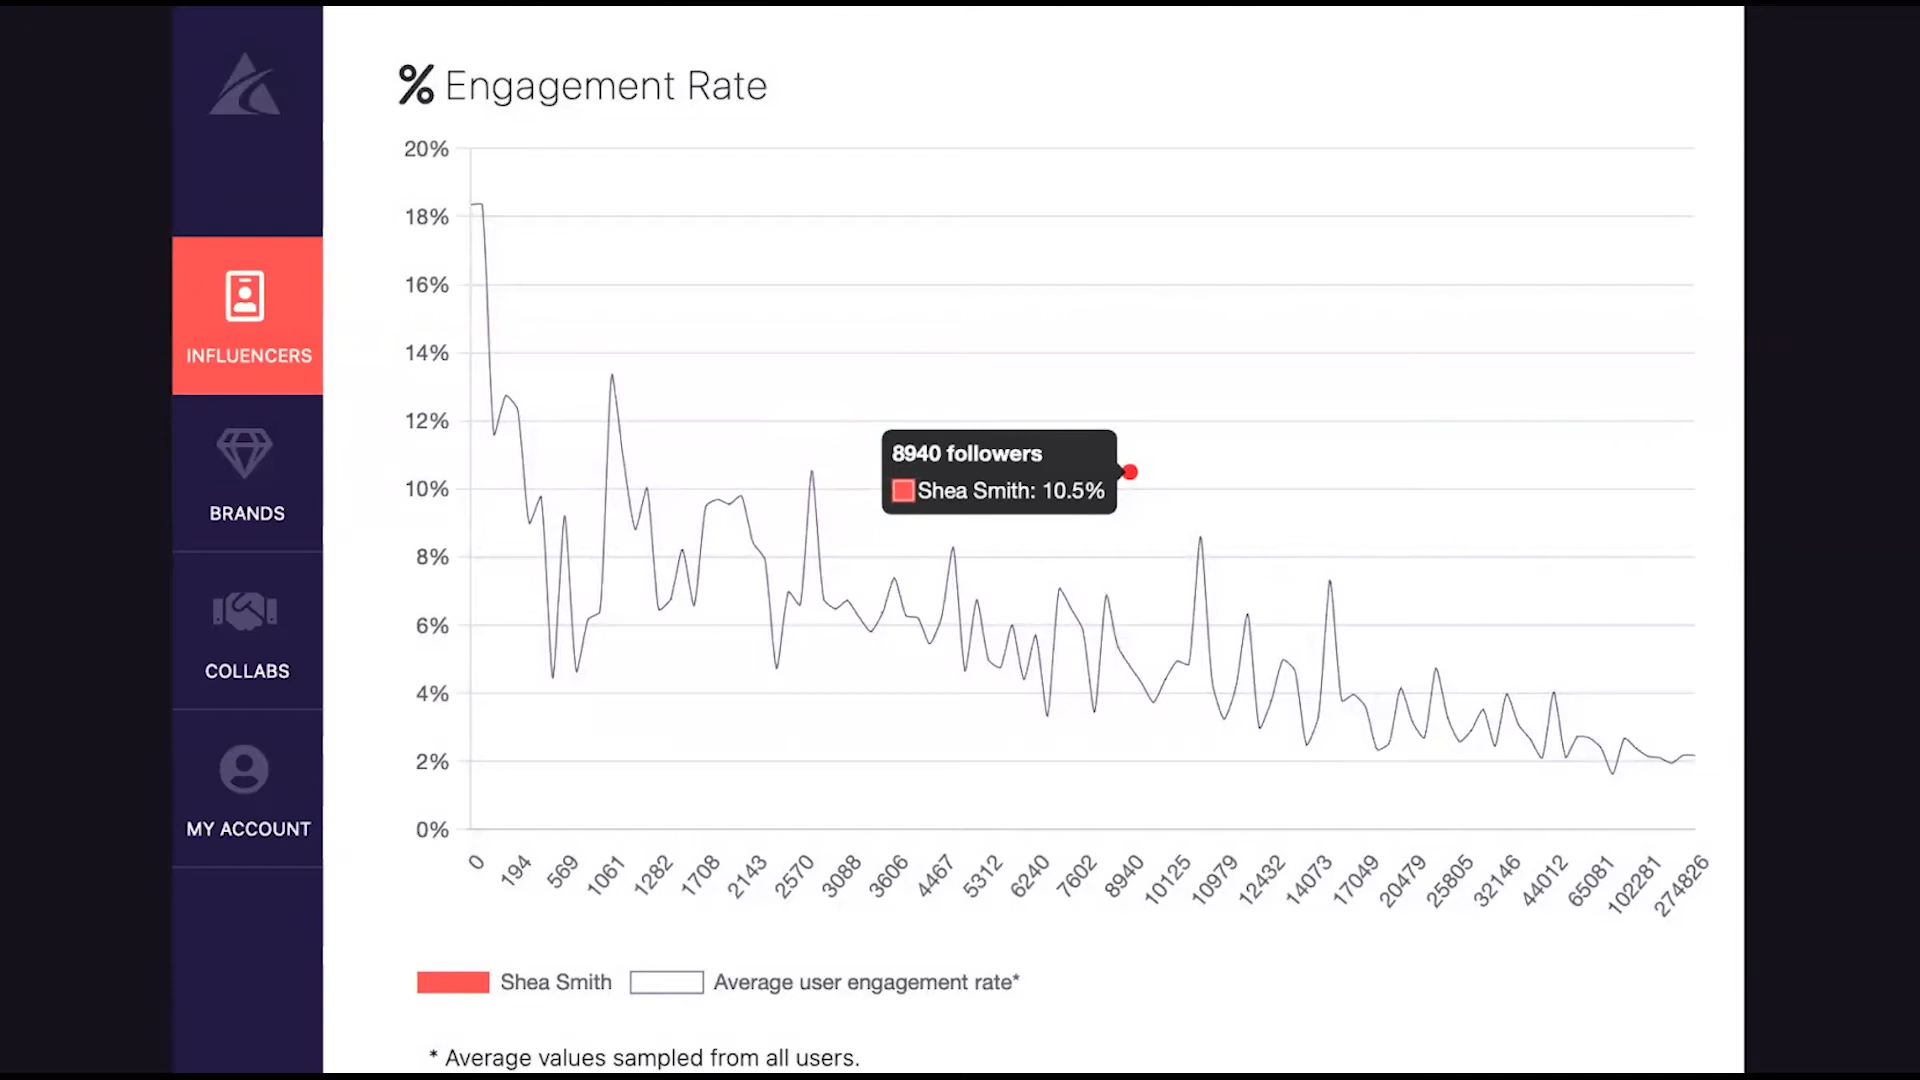 % Engagement Rate
20%
18%
16%
14%
12%
10%
8%
6%
4%
2%
0%
INFLUENCERS
BRANDS
COLLABS
MY ACCOUNT
8940 followers
Shea Smith: 10.5%
0 194 569 1061 1282 1708 2143 2570 3088 3606 4467 5312 6240 7602 8940 10125 10979 12432 14073 17049 20479 25805 32146 44012 65081 102281 274826
Shea Smith Average user engagement rate*
* Average values sampled from all users.